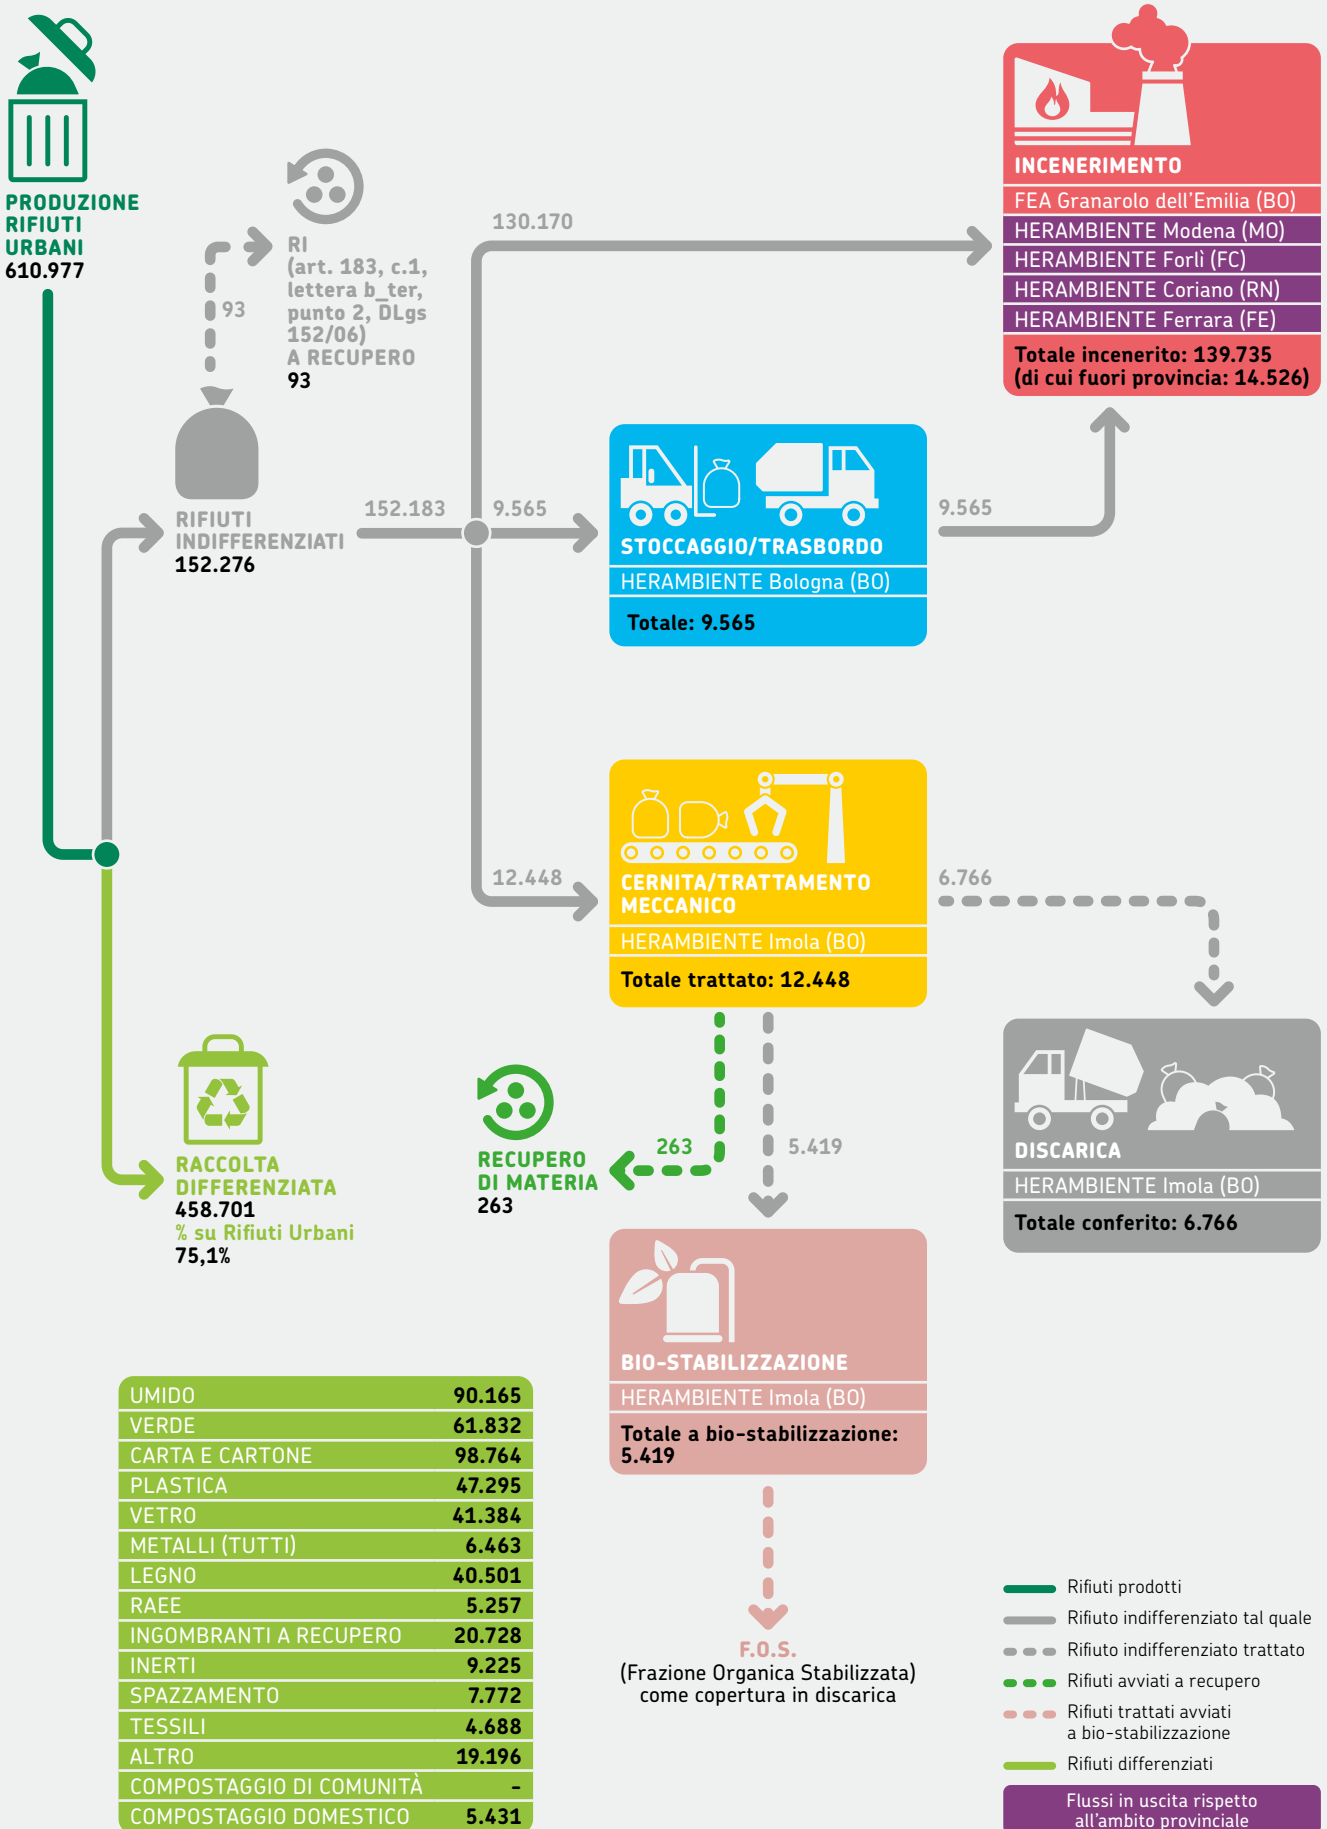 PRODUZIONE
RIFIUTI
URBANI
610.977
93
RI
(art. 183, c.1,
lettera b_ter,
punto 2, DLgs
152/06)
A RECUPERO
93
RIFIUTI
INDIFFERENZIATI
152.276
152.183
130.170
9.565
12.448
INCENERIMENTO
FEA Granarolo dell'Emilia (BO)
HERAMBIENTE Modena (MO)
HERAMBIENTE Forlì (FC)
HERAMBIENTE Coriano (RN)
HERAMBIENTE Ferrara (FE)
Totale incenerito: 139.735
(di cui fuori provincia: 14.526)
STOCCAGGIO/TRASBORDO
HERAMBIENTE Bologna (BO)
Totale: 9.565
9.565
CERNITA/TRATTAMENTO
MECCANICO
HERAMBIENTE Imola (BO)
Totale trattato: 12.448
6.766
DISCARICA
HERAMBIENTE Imola (BO)
Totale conferito: 6.766
263
5.419
RECUPERO
DI MATERIA
263
RACCOLTA
DIFFERENZIATA
458.701
% su Rifiuti Urbani
75,1%
BIO-STABILIZZAZIONE
HERAMBIENTE Imola (BO)
Totale a bio-stabilizzazione:
5.419
F.O.S.
(Frazione Organica Stabilizzata)
come copertura in discarica
UMIDO 90.165
VERDE 61.832
CARTA E CARTONE 98.764
PLASTICA 47.295
VETRO 41.384
METALLI (TUTTI) 6.463
LEGNO 40.501
RAEE 5.257
INGOMBRANTI A RECUPERO 20.728
INERTI 9.225
SPAZZAMENTO 7.772
TESSILI 4.688
ALTRO 19.196
COMPOSTAGGIO DI COMUNITÀ -
COMPOSTAGGIO DOMESTICO 5.431
Rifiuti prodotti
Rifiuto indifferenziato tal quale
Rifiuto indifferenziato trattato
Rifiuti avviati a recupero
Rifiuti trattati avviati
a bio-stabilizzazione
Rifiuti differenziati
Flussi in uscita rispetto
all'ambito provinciale